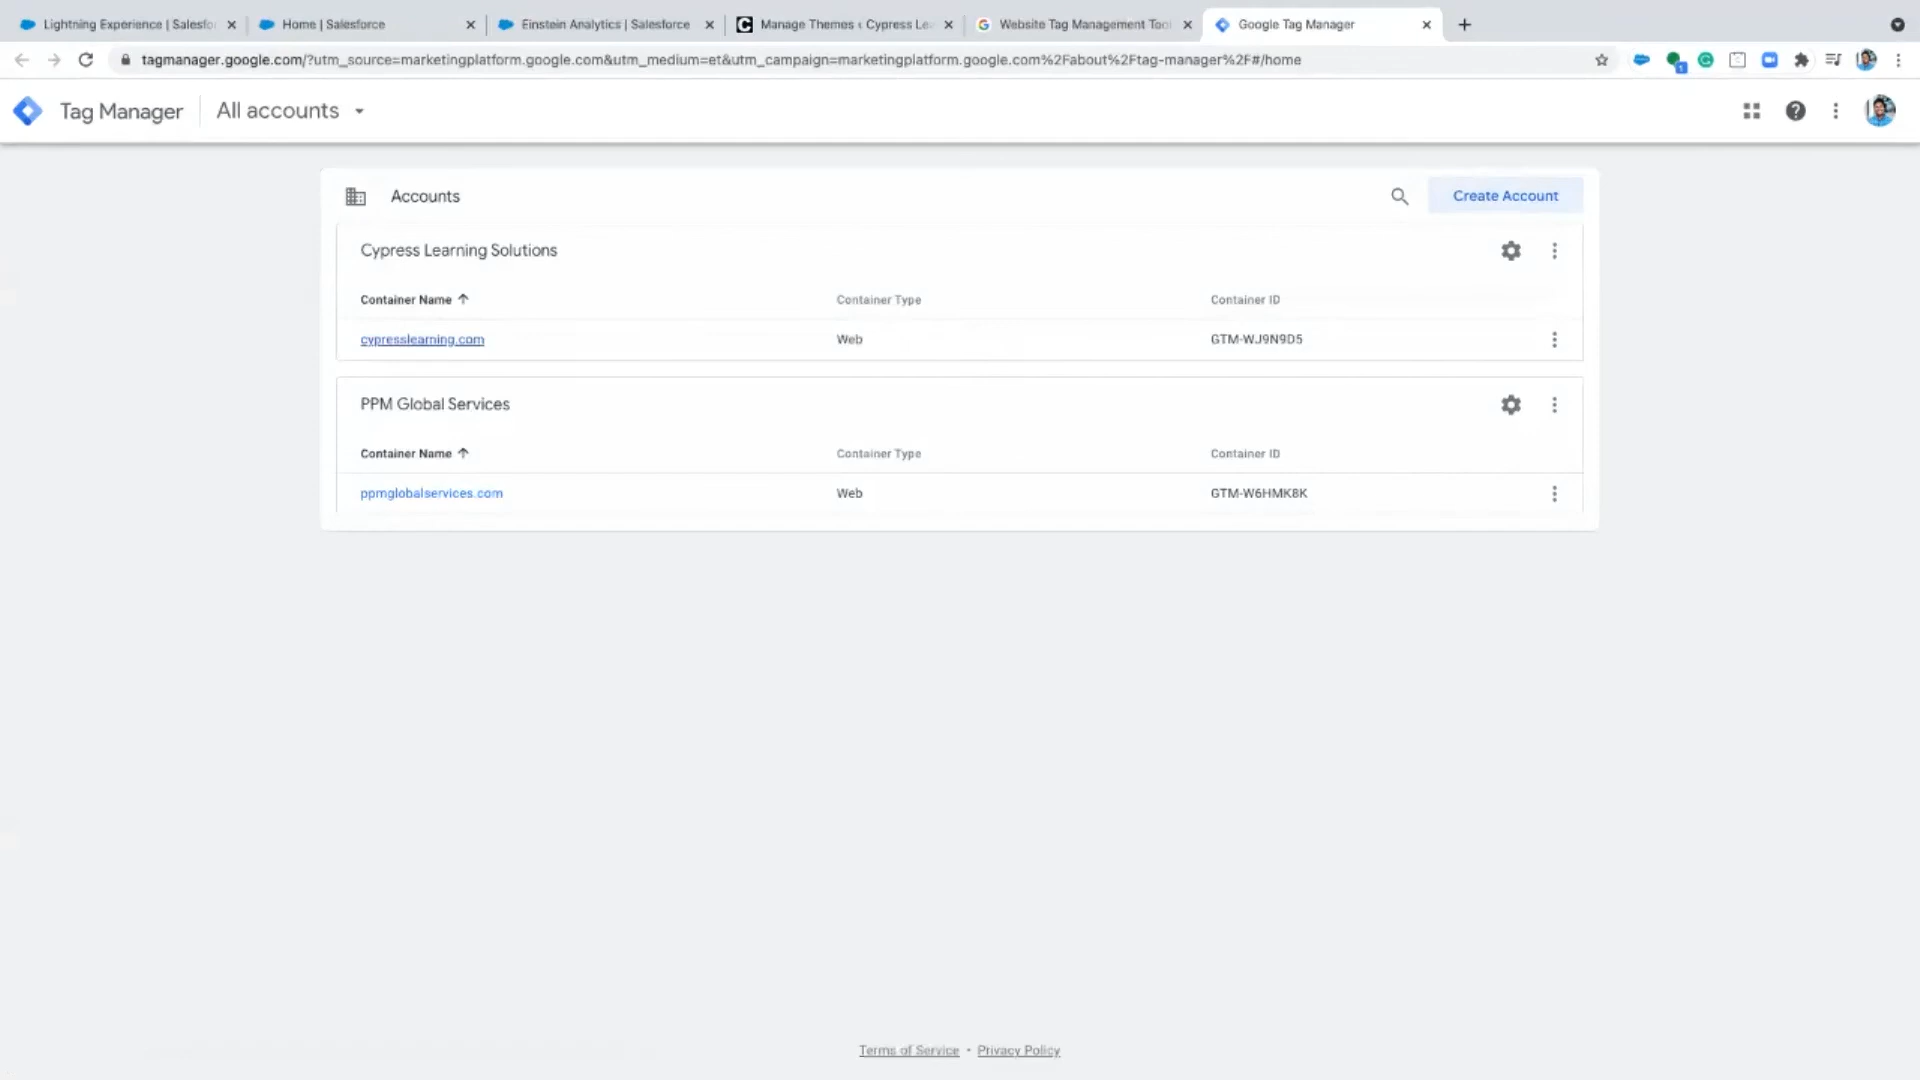 Lightning Experience | Salesfo
Home | Salesforce
Einstein Analytics | Salesforce
Manage Themes ‹ Cypress Lea
Website Tag Management Tool
Google Tag Manager
tagmanager.google.com/?utm_source=marketingplatform.google.com&utm_medium=et&utm_campaign=marketingplatform.google.com%2Fabout%2Ftag-manager%2F#/home
1
Tag Manager
All accounts
Accounts
Create Account
Cypress Learning Solutions
Container Name
Container Type
Container ID
cypresslearning.com
Web
GTM-WJ9N9D5
PPM Global Services
Container Name
Container Type
Container ID
ppmglobalservices.com
Web
GTM-W6HMK8K
Terms of Service • Privacy Policy